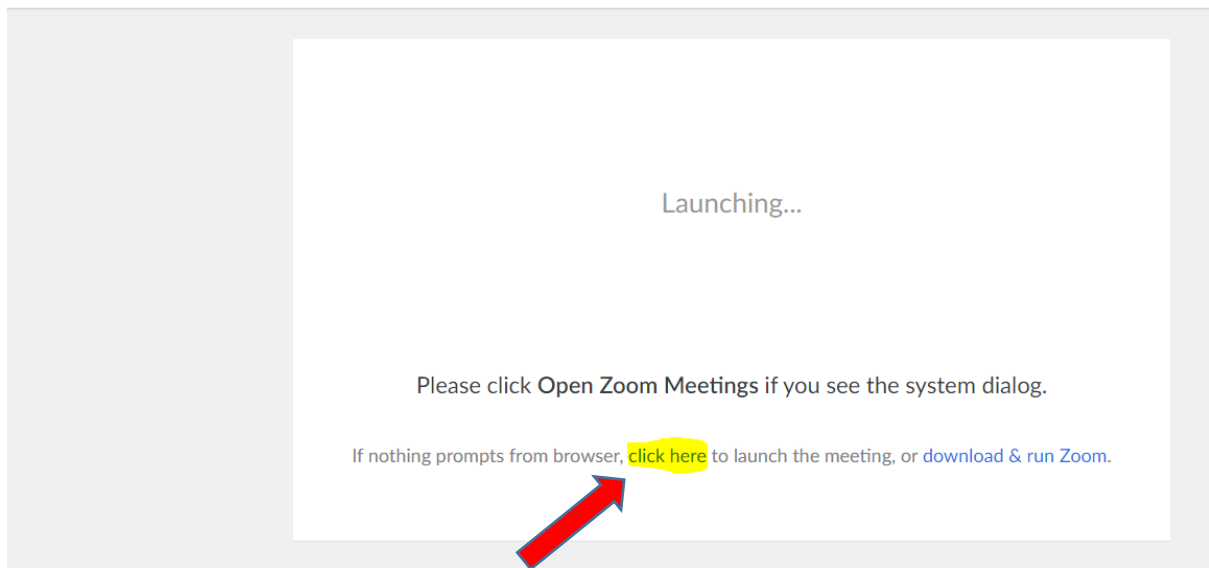 Launching...
Please click Open Zoom Meetings if you see the system dialog.
If nothing prompts from browser, click here to launch the meeting, or download & run Zoom.